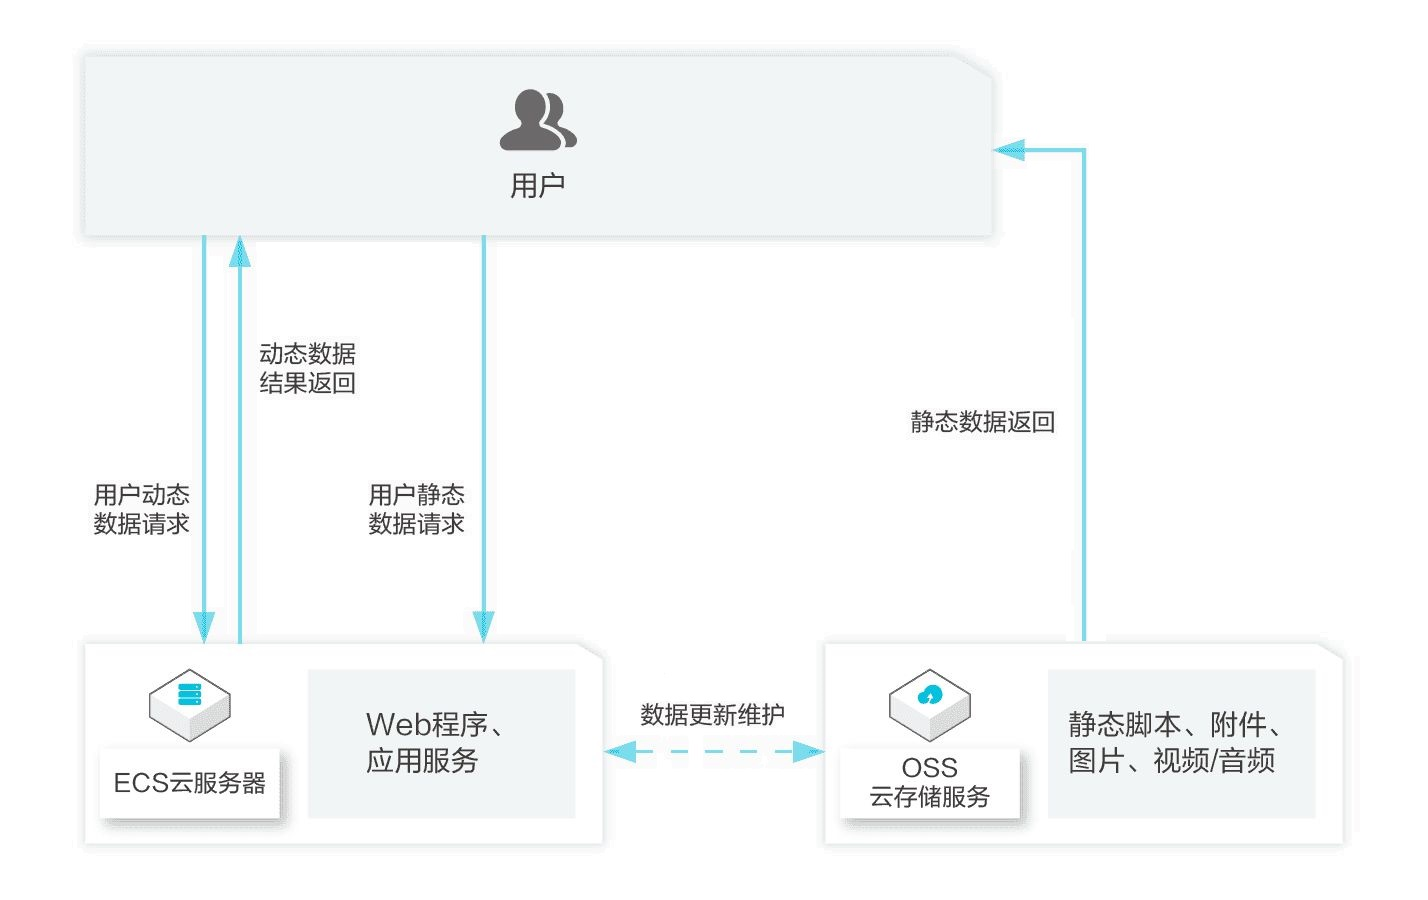 用户
动态数据
结果返回
静态数据返回
用户动态
数据请求
用户静态
数据请求
ECS云服务器
Web程序、
应用服务
数据更新维护
OSS
云存储服务
静态脚本、附件、
图片、视频/音频